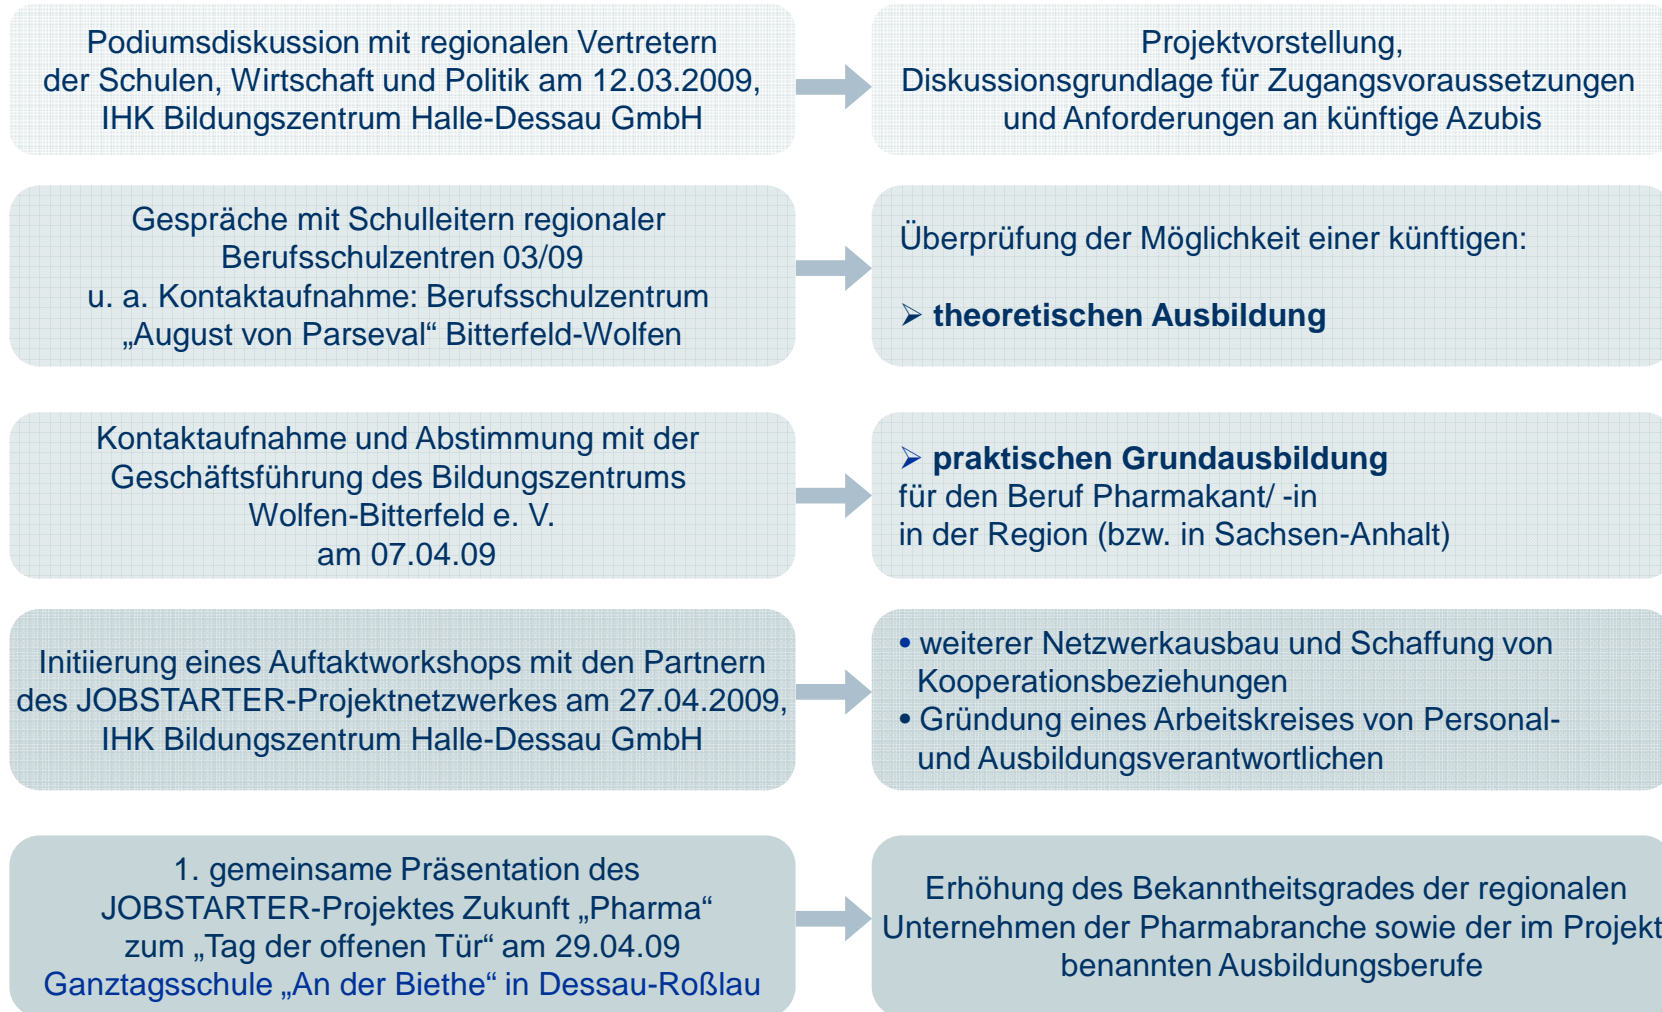 Podiumsdiskussion mit regionalen Vertretern
der Schulen, Wirtschaft und Politik am 12.03.2009,
IHK Bildungszentrum Halle-Dessau GmbH
Projektvorstellung,
Diskussionsgrundlage für Zugangsvoraussetzungen
und Anforderungen an künftige Azubis
Gespräche mit Schulleitern regionaler
Berufsschulzentren 03/09
u. a. Kontaktaufnahme: Berufsschulzentrum
„August von Parseval“ Bitterfeld-Wolfen
Überprüfung der Möglichkeit einer künftigen:
➢ theoretischen Ausbildung
Kontaktaufnahme und Abstimmung mit der
Geschäftsführung des Bildungszentrums
Wolfen-Bitterfeld e. V.
am 07.04.09
➢ praktischen Grundausbildung
für den Beruf Pharmakant/ -in
in der Region (bzw. in Sachsen-Anhalt)
Initiierung eines Auftaktworkshops mit den Partnern
des JOBSTARTER-Projektnetzwerkes am 27.04.2009,
IHK Bildungszentrum Halle-Dessau GmbH
• weiterer Netzwerkausbau und Schaffung von
Kooperationsbeziehungen
• Gründung eines Arbeitskreises von Personal-
und Ausbildungsverantwortlichen
1. gemeinsame Präsentation des
JOBSTARTER-Projektes Zukunft „Pharma“
zum „Tag der offenen Tür“ am 29.04.09
Ganztagsschule „An der Biethe“ in Dessau-Roßlau
Erhöhung des Bekanntheitsgrades der regionalen
Unternehmen der Pharmabranche sowie der im Projekt
benannten Ausbildungsberufe